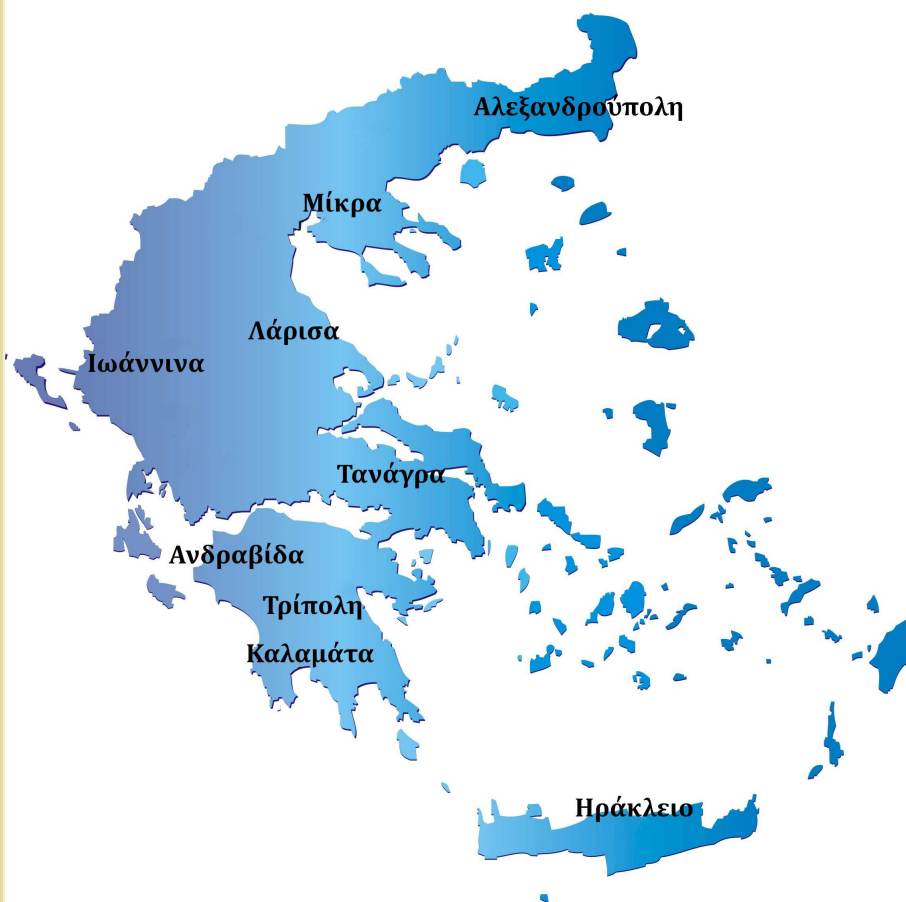 Αλεξανδρούπολη
Μίκρα
Λάρισα
Ιωάννινα
Τανάγρα
Ανδραβίδα
Τρίπολη
Καλαμάτα
Ηράκλειο